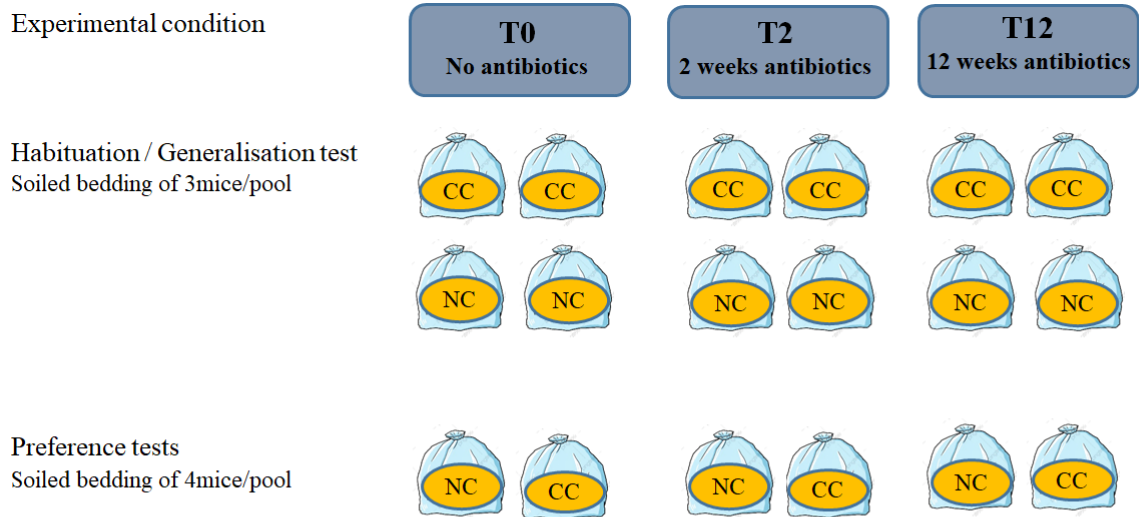 Experimental condition
T0
No antibiotics
T2
2 weeks antibiotics
T12
12 weeks antibiotics
Habituation / Generalisation test
Soiled bedding of 3mice/pool
CC CC CC CC CC CC
NC NC NC NC NC NC
Preference tests
Soiled bedding of 4mice/pool
NC CC NC CC NC CC